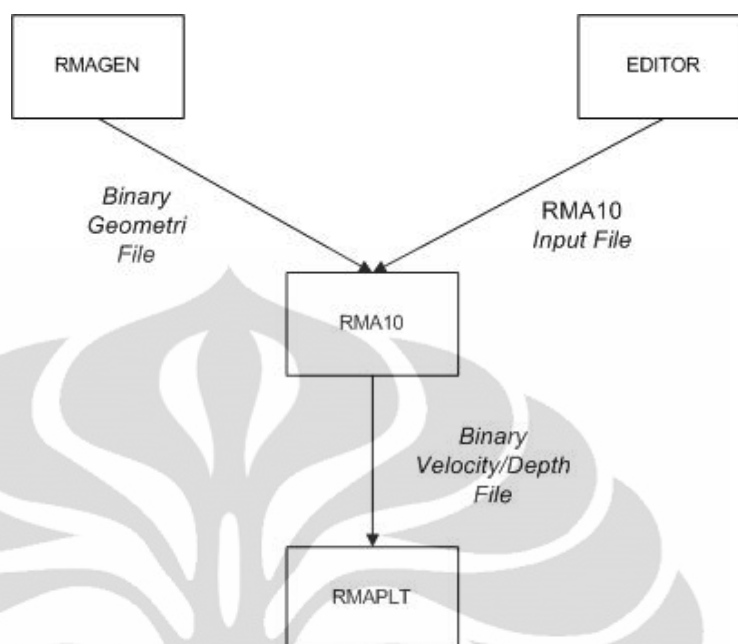 RMAGEN
EDITOR
Binary
Geometri
File
RMA10
Input File
RMA10
Binary
Velocity/Depth
File
RMAPLT